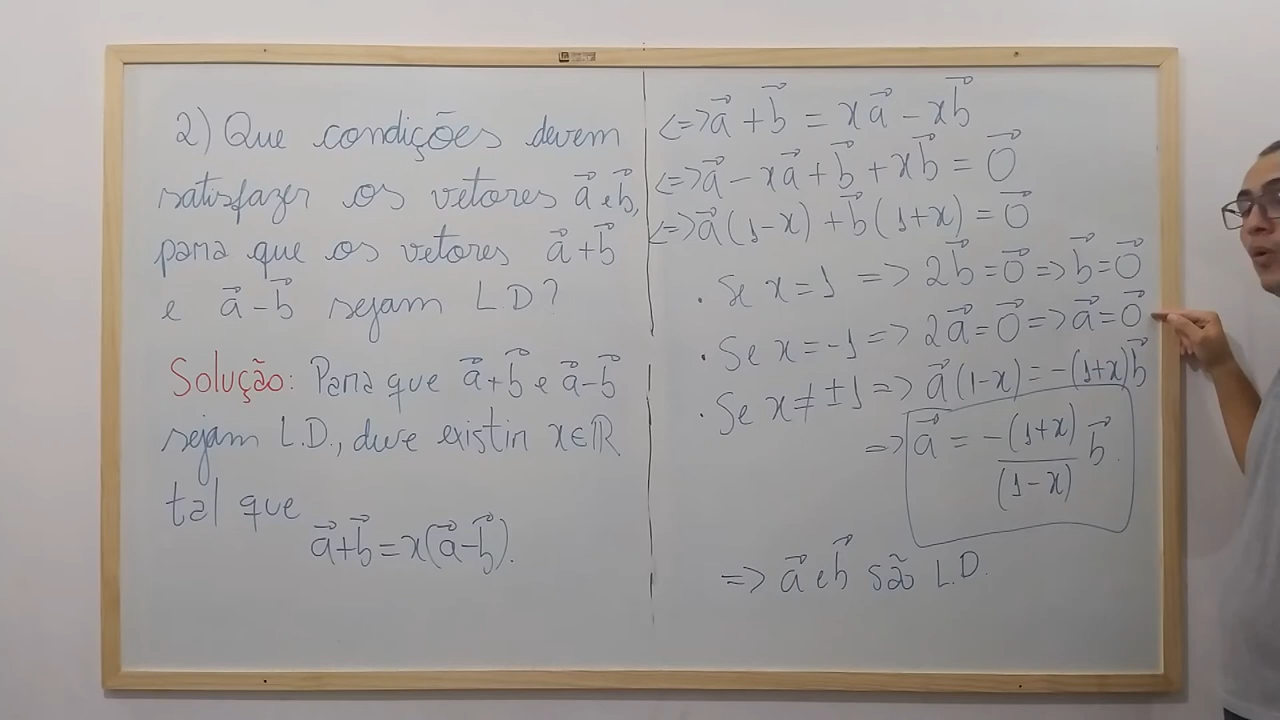 2) Que condições devem
satisfazer os vetores a⃗ e b⃗,
para que os vetores a⃗ + b⃗
e a⃗ - b⃗ sejam L.D?
Solução: Para que a⃗ + b⃗ e a⃗ - b⃗
sejam L.D., deve existir x∈ℝ
tal que
a⃗ + b⃗ = x(a⃗ - b⃗).
<=> a⃗ + b⃗ = xa⃗ - xb⃗
<=> a⃗ - xa⃗ + b⃗ + xb⃗ = 0⃗
<=> a⃗(1-x) + b⃗(1+x) = 0⃗
. Se x = 1 => 2b⃗ = 0⃗ => b⃗ = 0⃗
. Se x = -1 => 2a⃗ = 0⃗ => a⃗ = 0⃗
. Se x ≠ ±1 => a⃗(1-x) = -(1+x)b⃗
=> a⃗ = -(1+x)/(1-x) b⃗.
=> a⃗ e b⃗ são L.D.